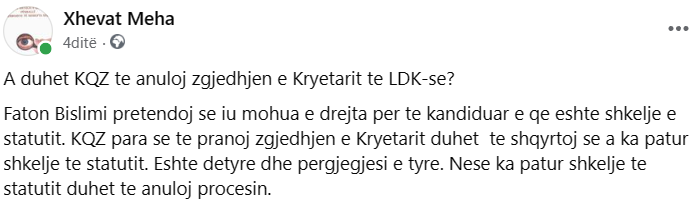 Xhevat Meha
4ditë ·
A duhet KQZ te anuloj zgjedhjen e Kryetarit te LDK-se?
Faton Bislimi pretendoj se iu mohua e drejta per te kandiduar e qe eshte shkelje e
statutit. KQZ para se te pranoj zgjedhjen e Kryetarit duhet te shqyrtoj se a ka patur
shkelje te statutit. Eshte detyre dhe pergjegjesi e tyre. Nese ka patur shkelje te
statutit duhet te anuloj procesin.